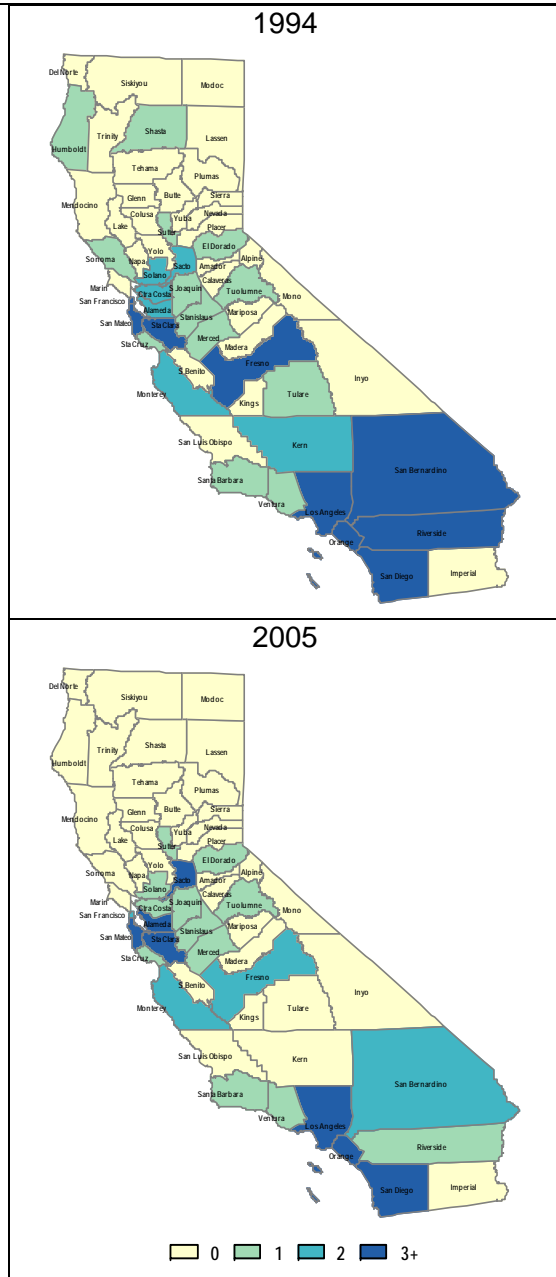 1994
Del Norte
Siskiyou
Modoc
Humboldt
Trinity
Shasta
Lassen
Tehama
Plumas
Mendocino
Glenn
Butte
Sierra
Colusa
Nevada
Lake
Sutter
Yuba
Placer
Sonoma
Napa
Yolo
El Dorado
Solano
Sacto
Amador
Alpine
Marin
Calaveras
Ctra Costa
S Joaquin
Tuolumne
Mono
San Francisco
Alameda
Stanislaus
Mariposa
San Mateo
Sta Clara
Merced
Sta Cruz
Madera
S Benito
Fresno
Inyo
Monterey
Kings
Tulare
San Luis Obispo
Kern
San Bernardino
Santa Barbara
Ventura
Los Angeles
Orange
Riverside
San Diego
Imperial
2005
Del Norte
Siskiyou
Modoc
Humboldt
Trinity
Shasta
Lassen
Tehama
Plumas
Mendocino
Glenn
Butte
Sierra
Colusa
Nevada
Lake
Sutter
Yuba
Placer
Sonoma
Napa
Yolo
El Dorado
Solano
Sacto
Amador
Alpine
Marin
Calaveras
Ctra Costa
S Joaquin
Tuolumne
Mono
San Francisco
Alameda
Stanislaus
Mariposa
San Mateo
Sta Clara
Merced
Sta Cruz
Madera
S Benito
Fresno
Inyo
Monterey
Kings
Tulare
San Luis Obispo
Kern
San Bernardino
Santa Barbara
Ventura
Los Angeles
Orange
Riverside
San Diego
Imperial
0 1 2 3+